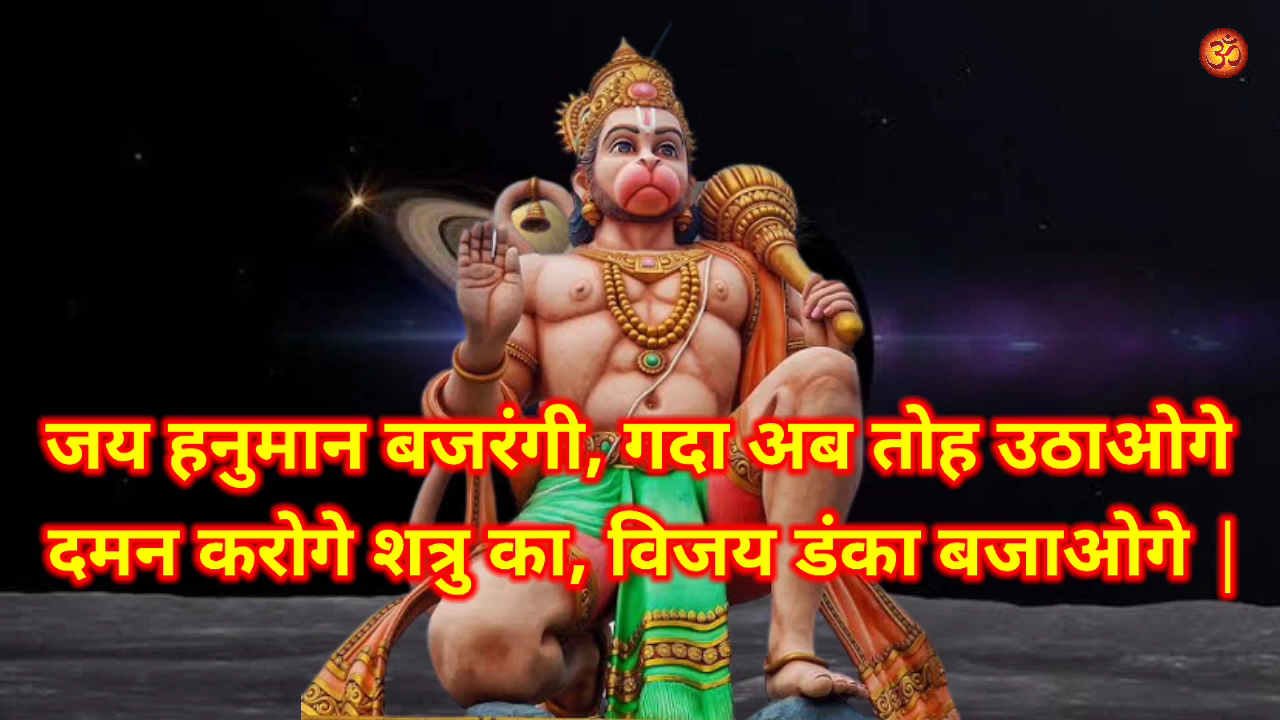 ॐ
जय हनुमान बजरंगी, गदा अब तोह उठाओगे
दमन करोगे शत्रु का, विजय डंका बजाओगे |